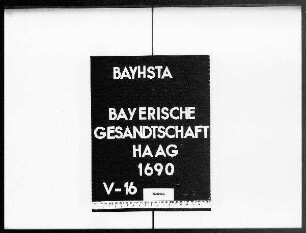 BAYHSTA
BAYERISCHE
GESANDTSCHAFT
HAAG
1690
V-16